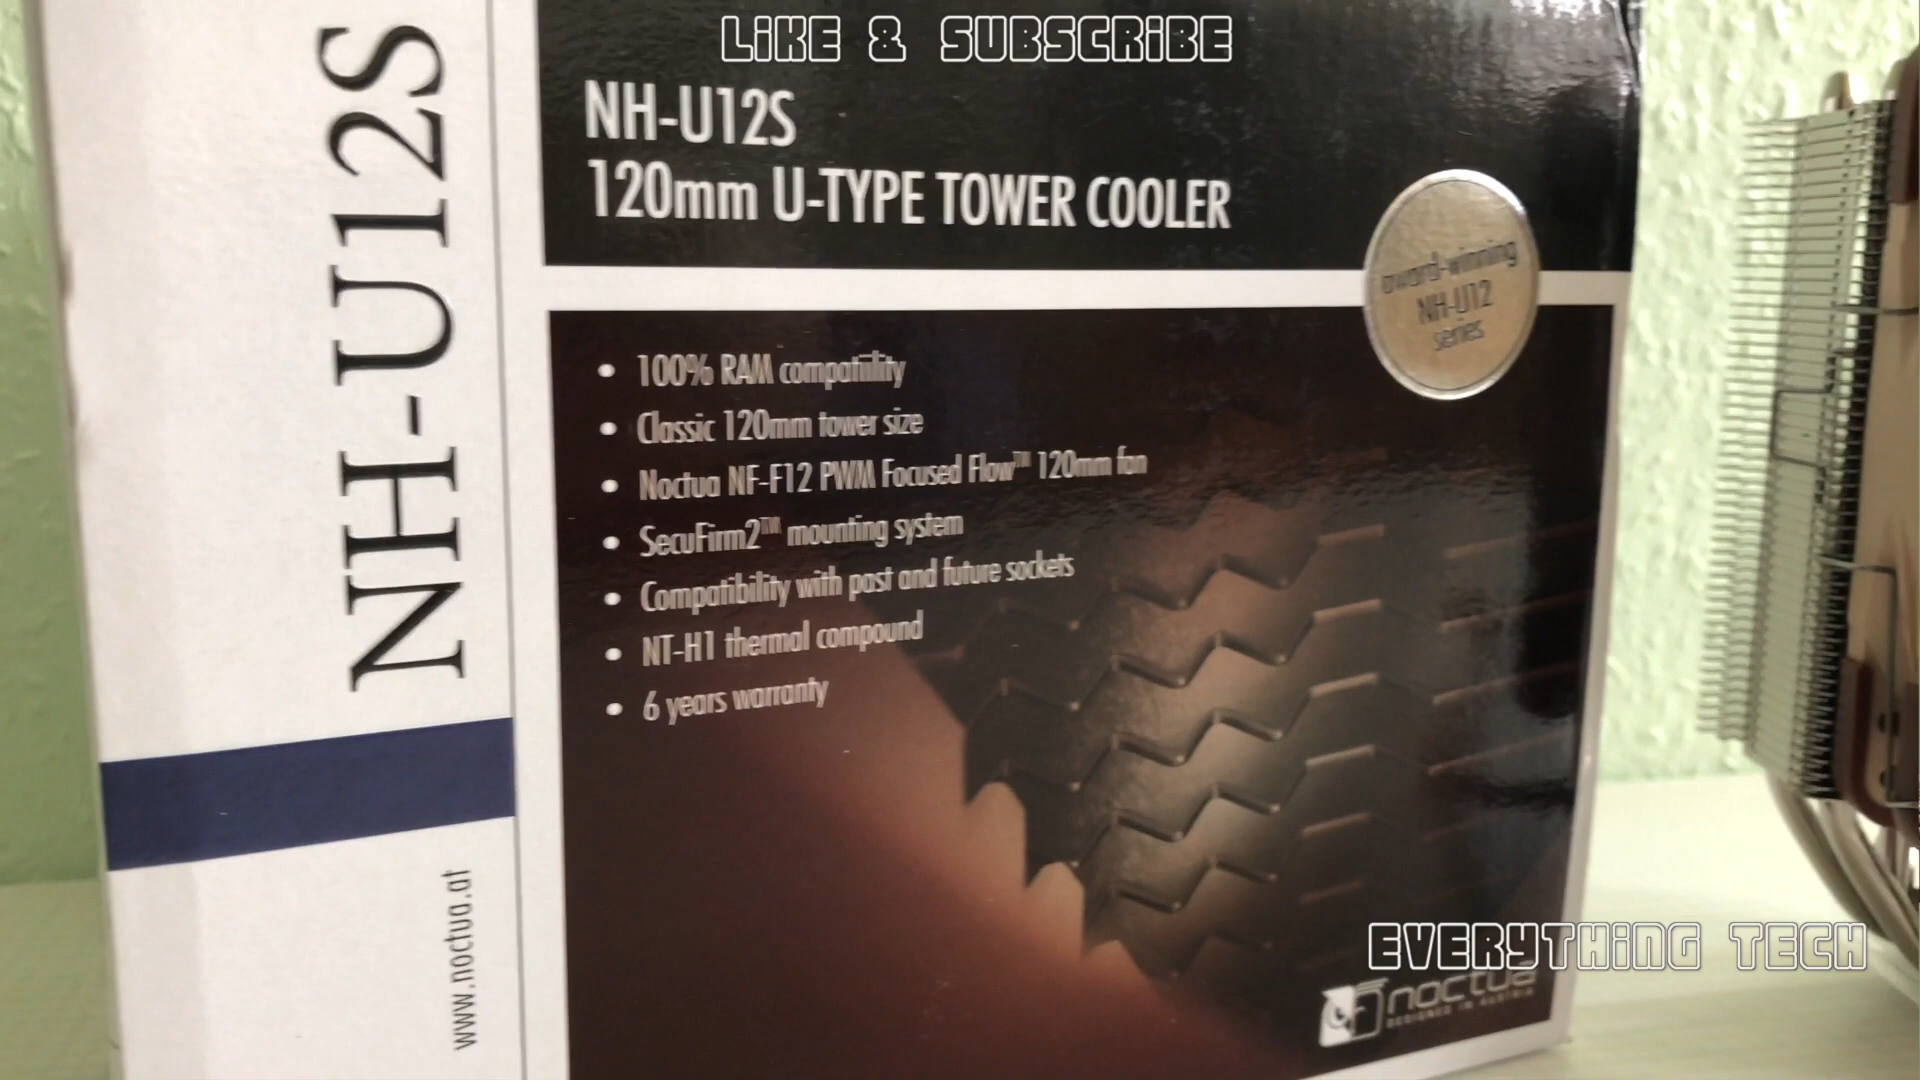 LiKE & SUBSCRiBE
NH-U12S
NH-U12S
120mm U-TYPE TOWER COOLER
award-winning
NH-U12
series
• 100% RAM compatibility
• Classic 120mm tower size
• Noctua NF-F12 PWM Focused Flow™ 120mm fan
• SecuFirm2™ mounting system
• Compatibility with past and future sockets
• NT-H1 thermal compound
• 6 years warranty
www.noctua.at
EVERYTHiNG TECH
noctua
DESIGNED IN AUSTRIA